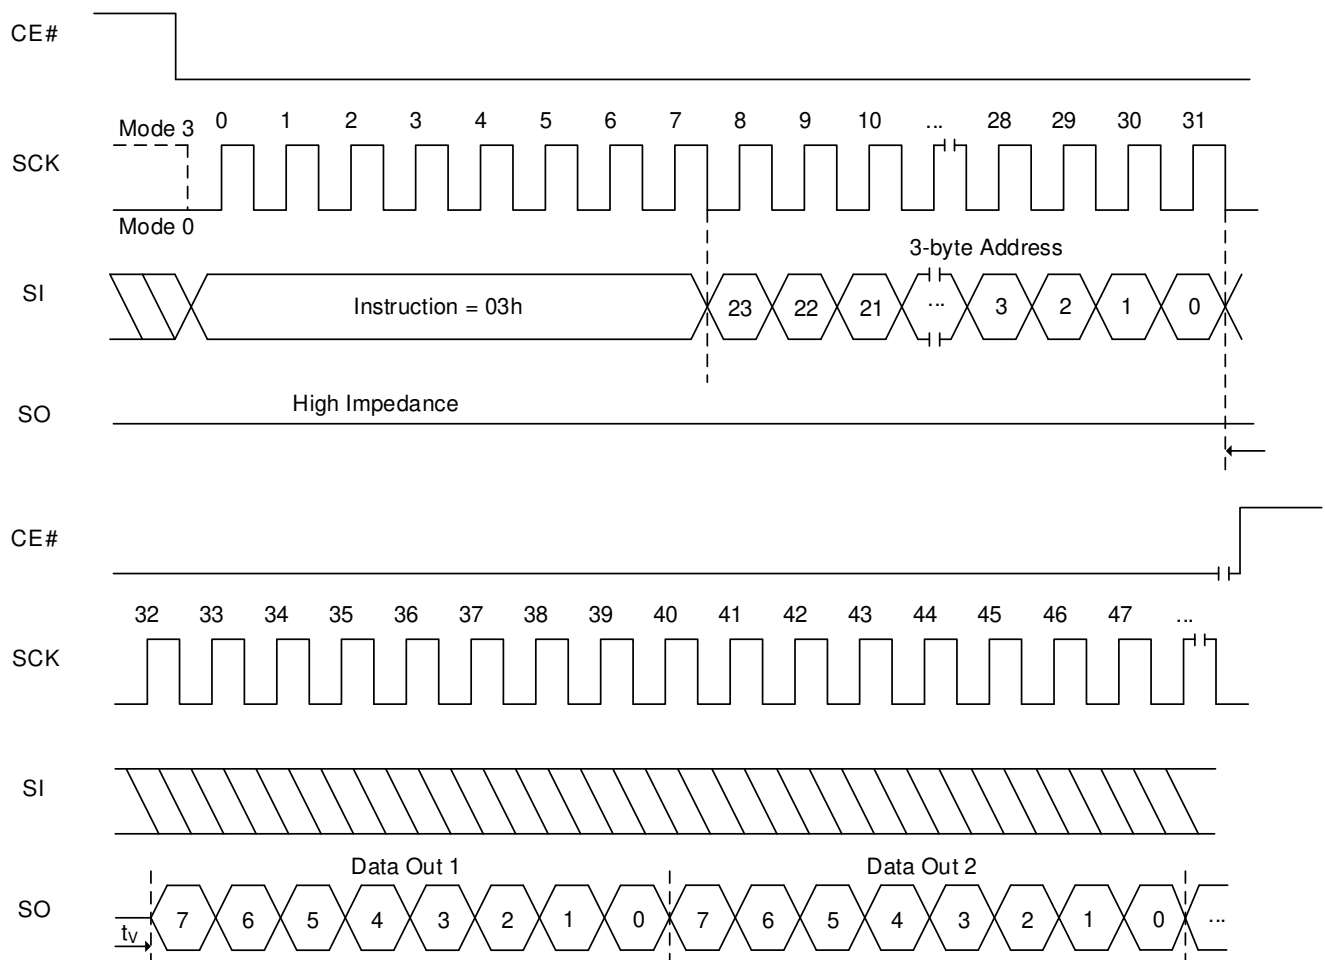 CE#
Mode 3 0 1 2 3 4 5 6 7 8 9 10 ... 28 29 30 31
SCK
Mode 0
3-byte Address
SI Instruction = 03h 23 22 21 ... 3 2 1 0
High Impedance
SO
CE#
32 33 34 35 36 37 38 39 40 41 42 43 44 45 46 47 ...
SCK
SI
Data Out 1 Data Out 2
SO 7 6 5 4 3 2 1 0 7 6 5 4 3 2 1 0 ...
tV